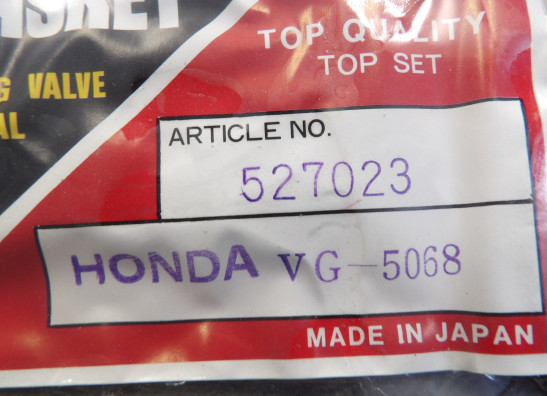 TOP QUALITY
TOP SET
VALVE
ARTICLE NO.
527023
HONDA VG-5068
MADE IN JAPAN